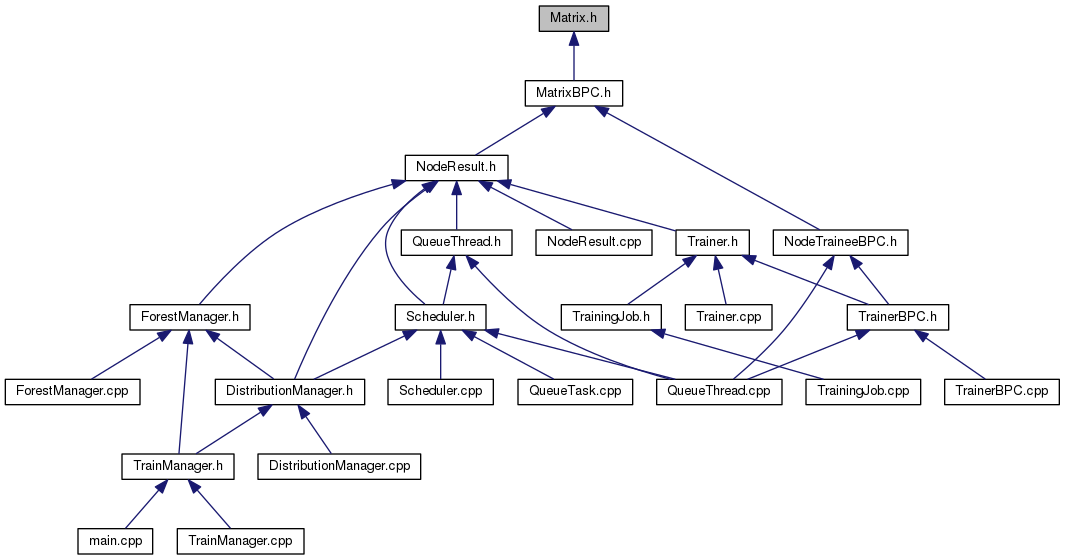 Matrix.h
MatrixBPC.h
NodeResult.h
QueueThread.h
NodeResult.cpp
Trainer.h
NodeTraineeBPC.h
ForestManager.h
Scheduler.h
TrainingJob.h
Trainer.cpp
TrainerBPC.h
ForestManager.cpp
DistributionManager.h
Scheduler.cpp
QueueTask.cpp
QueueThread.cpp
TrainingJob.cpp
TrainerBPC.cpp
TrainManager.h
DistributionManager.cpp
main.cpp
TrainManager.cpp